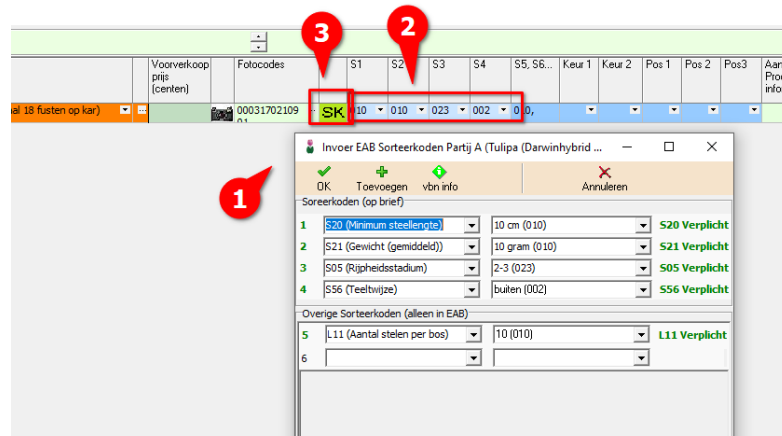 3
2
Voorverkoop prijs (centen) Fotocodes S1 S2 S3 S4 S5, S6... Keur 1 Keur 2 Pos 1 Pos 2 Pos3
al 18 fusten op kar) ... 00031702109 SK 010 010 023 002 010,
1
Invoer EAB Sorteerkoden Partij A (Tulipa (Darwinhybrid ...
OK Toevoegen vbn info Annuleren
Soreerkoden (op brief)
1 S20 (Minimum steellengte) 10 cm (010) S20 Verplicht
2 S21 (Gewicht (gemiddeld)) 10 gram (010) S21 Verplicht
3 S05 (Rijpheidsstadium) 2-3 (023) S05 Verplicht
4 S56 (Teeltwijze) buiten (002) S56 Verplicht
Overige Sorteerkoden (alleen in EAB)
5 L11 (Aantal stelen per bos) 10 (010) L11 Verplicht
6